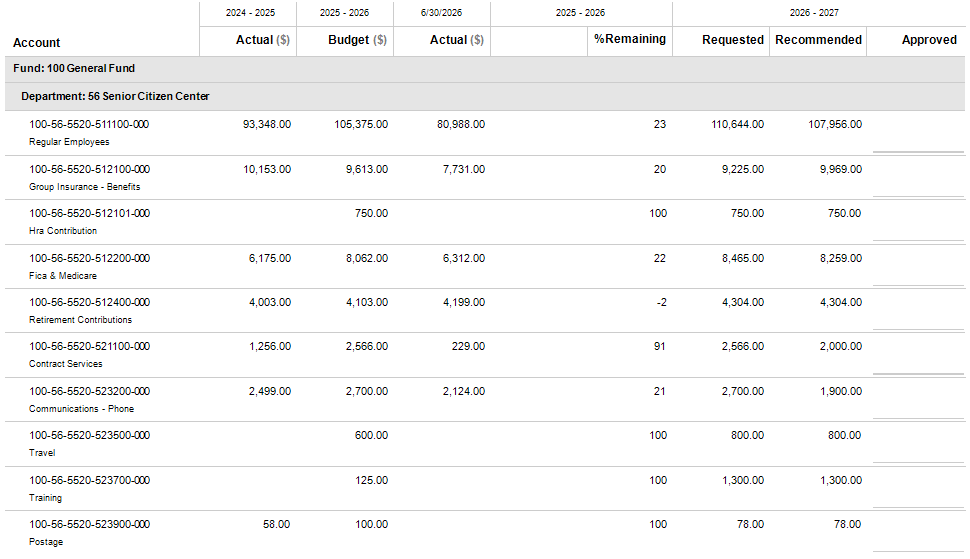 2024 - 2025 2025 - 2026 6/30/2026 2025 - 2026 2026 - 2027
Account Actual ($) Budget ($) Actual ($) %Remaining Requested Recommended Approved
Fund: 100 General Fund
Department: 56 Senior Citizen Center
100-56-5520-511100-000 93,348.00 105,375.00 80,988.00 23 110,644.00 107,956.00
Regular Employees
100-56-5520-512100-000 10,153.00 9,613.00 7,731.00 20 9,225.00 9,969.00
Group Insurance - Benefits
100-56-5520-512101-000 750.00 100 750.00 750.00
Hra Contribution
100-56-5520-512200-000 6,175.00 8,062.00 6,312.00 22 8,465.00 8,259.00
Fica & Medicare
100-56-5520-512400-000 4,003.00 4,103.00 4,199.00 -2 4,304.00 4,304.00
Retirement Contributions
100-56-5520-521100-000 1,256.00 2,566.00 229.00 91 2,566.00 2,000.00
Contract Services
100-56-5520-523200-000 2,499.00 2,700.00 2,124.00 21 2,700.00 1,900.00
Communications - Phone
100-56-5520-523500-000 600.00 100 800.00 800.00
Travel
100-56-5520-523700-000 125.00 100 1,300.00 1,300.00
Training
100-56-5520-523900-000 58.00 100.00 100 78.00 78.00
Postage